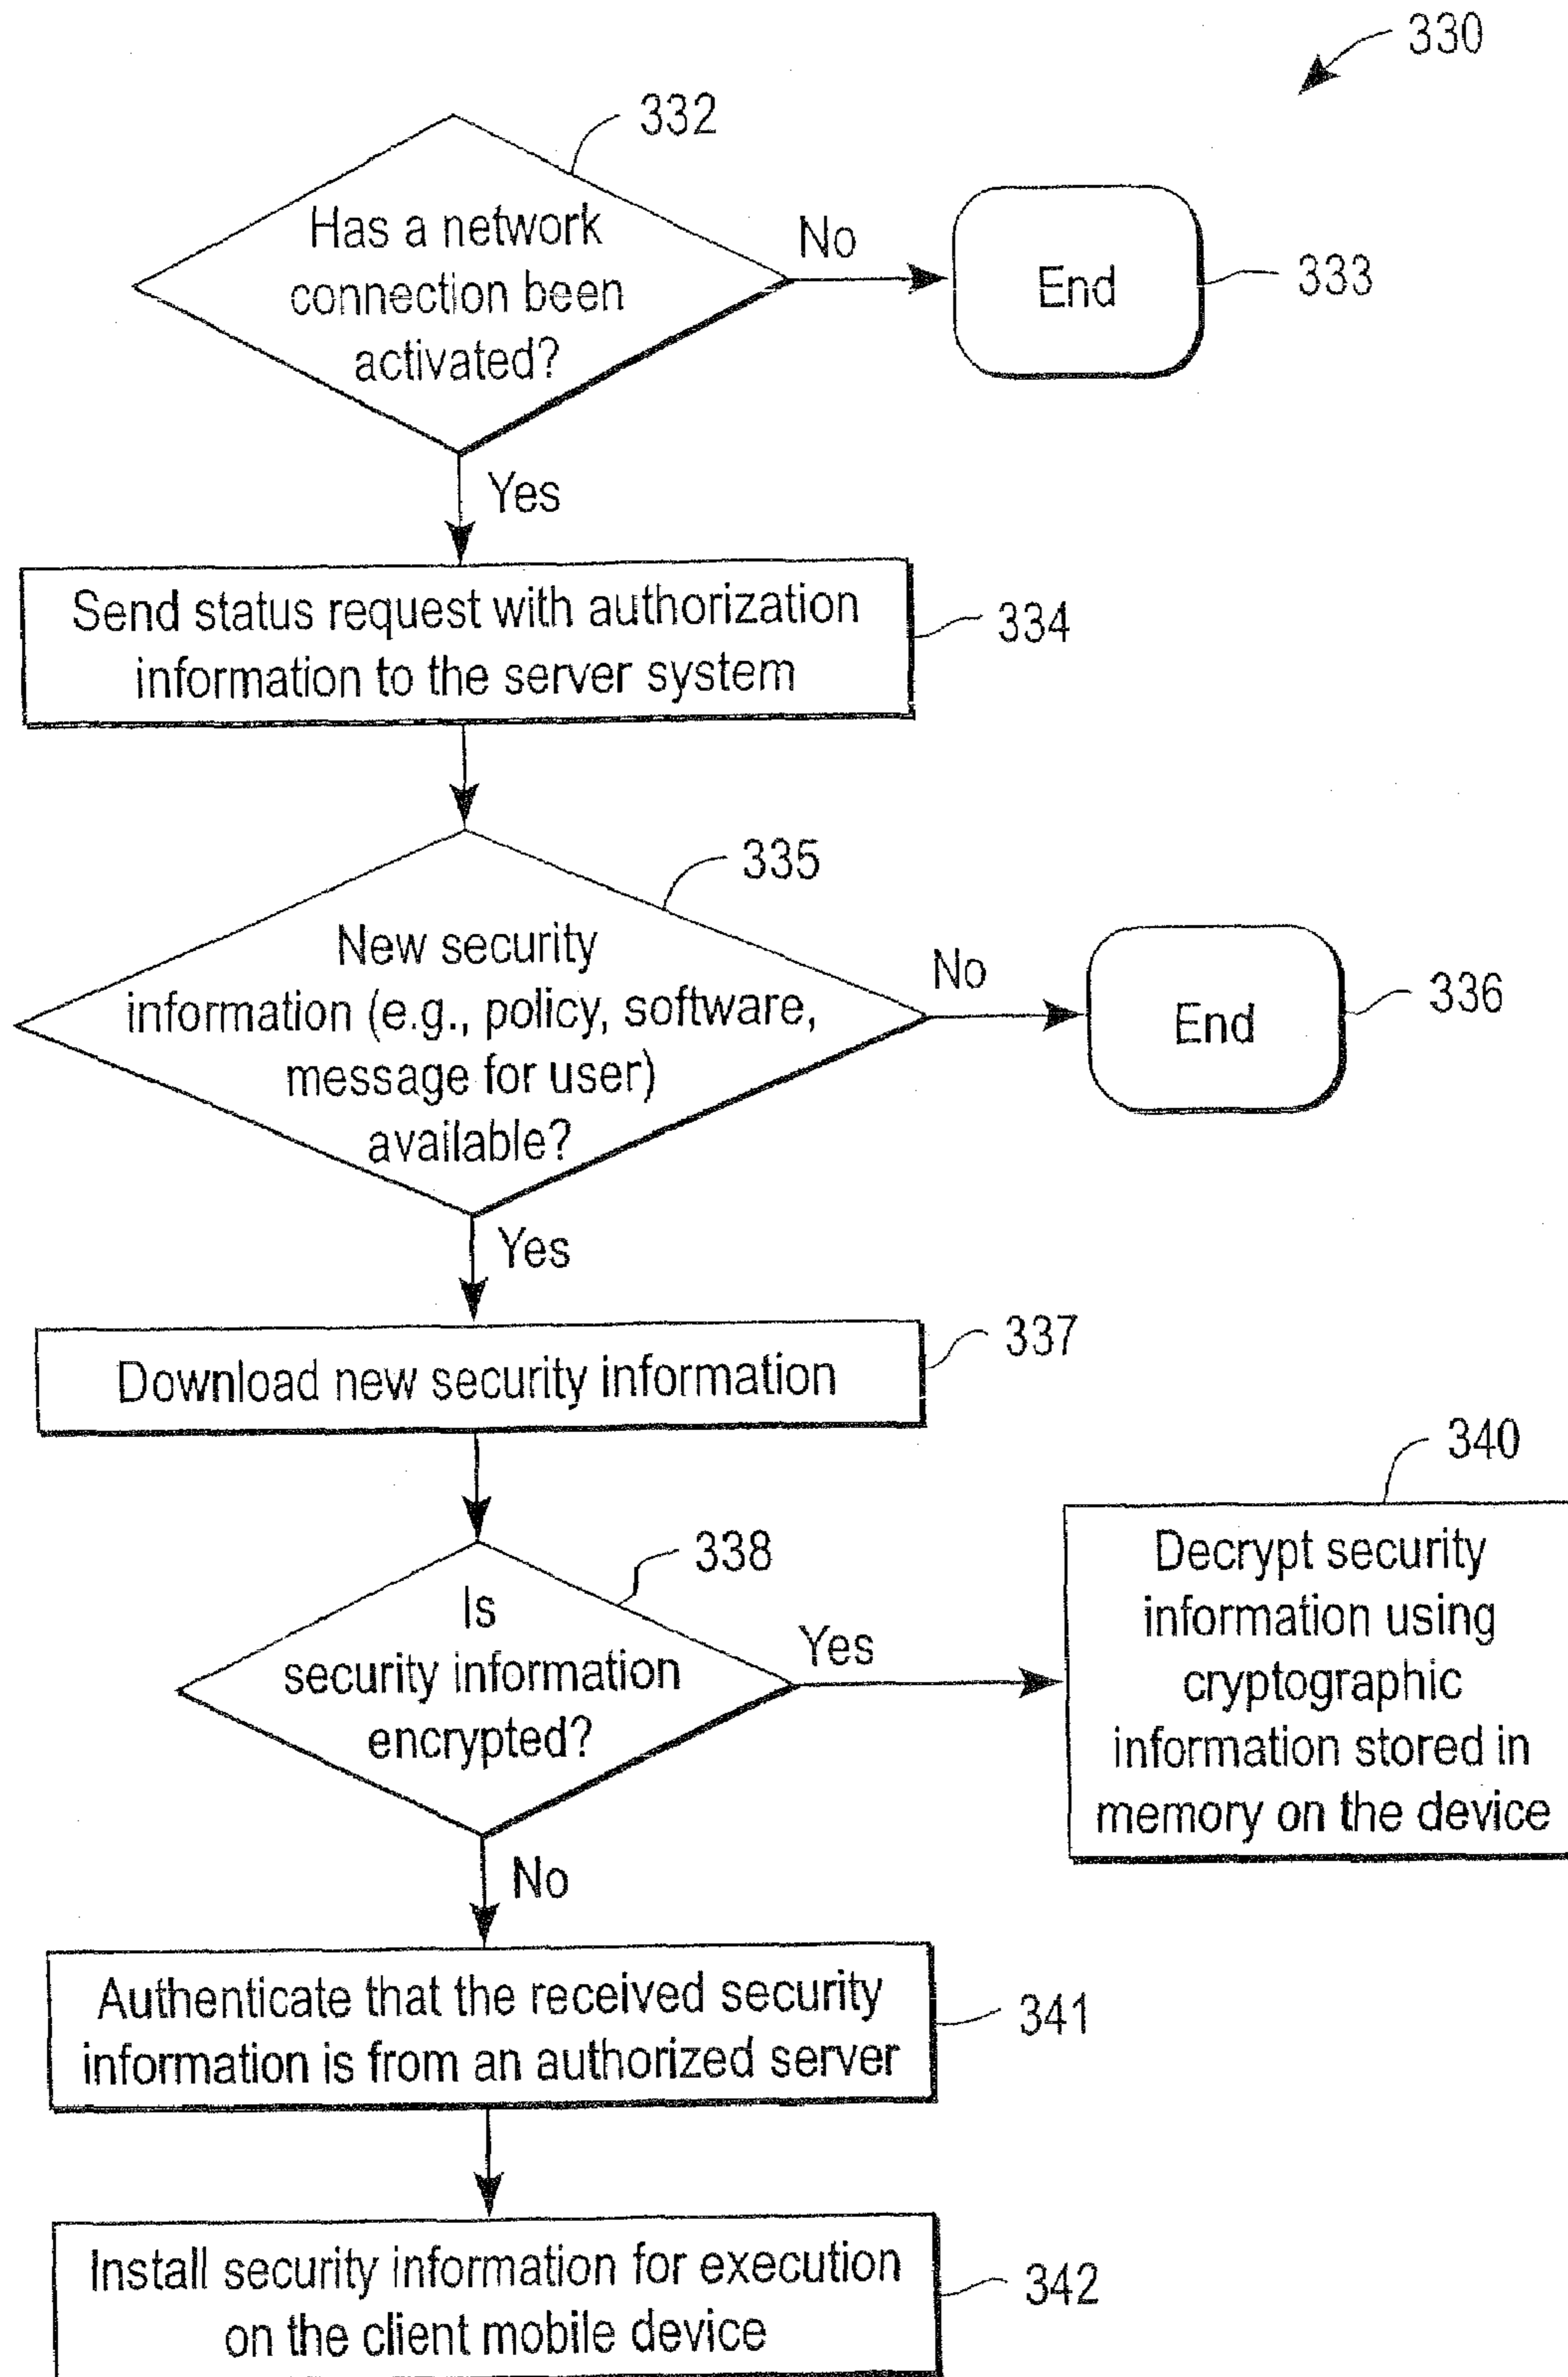 330
332
Has a network
connection been
activated?
No
End
333
Yes
Send status request with authorization
information to the server system
334
335
New security
information (e.g., policy, software,
message for user)
available?
No
End
336
Yes
Download new security information
337
338
Is
security information
encrypted?
Yes
340
Decrypt security
information using
cryptographic
information stored in
memory on the device
No
Authenticate that the received security
information is from an authorized server
341
Install security information for execution
on the client mobile device
342